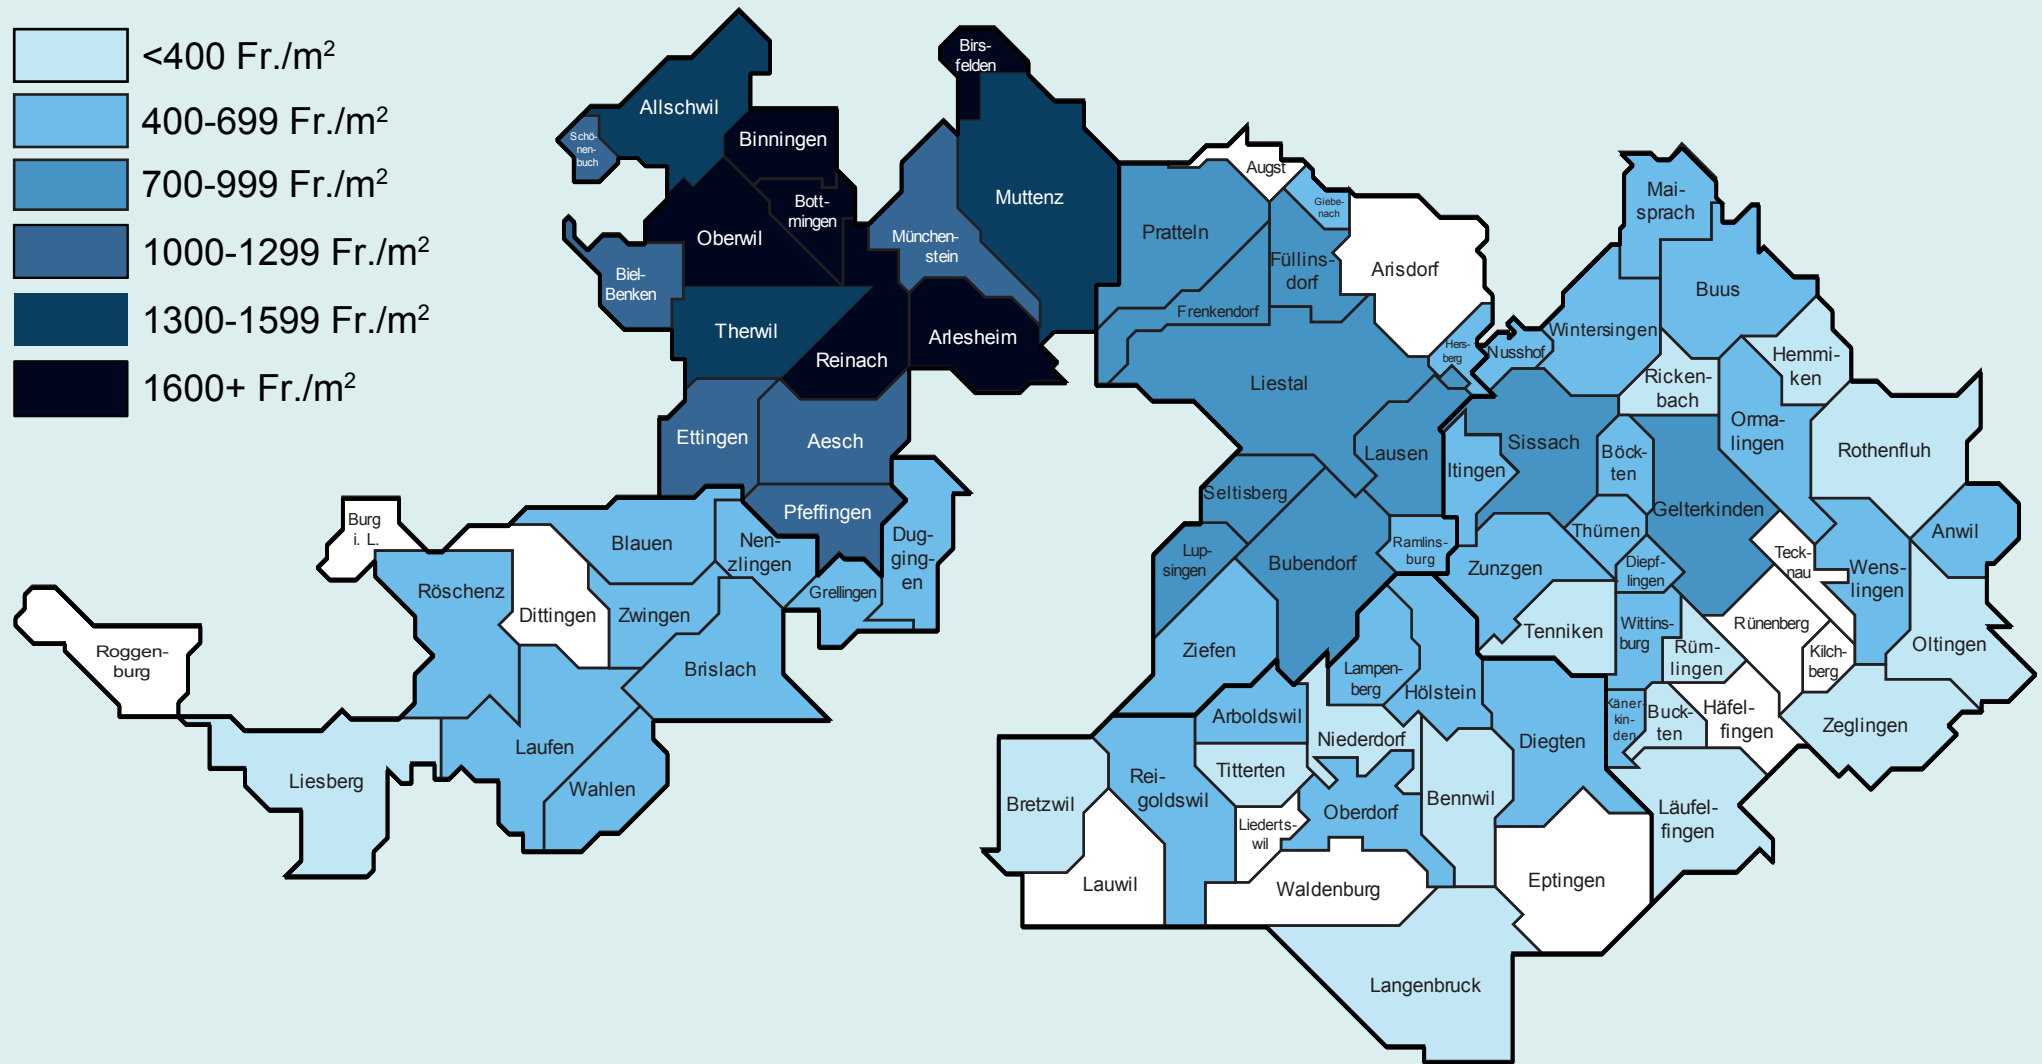 <400 Fr./m²
400-699 Fr./m²
700-999 Fr./m²
1000-1299 Fr./m²
1300-1599 Fr./m²
1600+ Fr./m²
Birs-
felden
Allschwil
Binningen
Schö-
nen-
buch
Bott-
mingen
Oberwil
Muttenz
München-
stein
Biel-
Benken
Therwil
Reinach
Arlesheim
Ettingen
Aesch
Pfeffingen
Augst
Giebe-
nach
Pratteln
Füllins-
dorf
Arisdorf
Frenkendorf
Hers-
berg
Liestal
Lausen
Seltisberg
Lup-
singen
Bubendorf
Ramlins-
burg
Ziefen
Mai-
sprach
Buus
Wintersingen
Nusshof
Hemmi-
ken
Ricken-
bach
Orma-
lingen
Rothenfluh
Sissach
Itingen
Böck-
ten
Gelterkinden
Thürnen
Anwil
Teck-
nau
Wens-
lingen
Diepf-
lingen
Zunzgen
Tenniken
Wittins-
burg
Rünenberg
Rüm-
lingen
Kilch-
berg
Oltingen
Käner-
kin-
den
Buck-
ten
Häfel-
fingen
Zeglingen
Läufel-
fingen
Burg
i. L.
Blauen
Nen-
zlingen
Dug-
ging-
en
Röschenz
Dittingen
Zwingen
Grellingen
Roggen-
burg
Brislach
Laufen
Liesberg
Wahlen
Lampen-
berg
Hölstein
Arboldswil
Niederdorf
Diegten
Titterten
Rei-
goldswil
Bretzwil
Bennwil
Oberdorf
Liederts-
wil
Lauwil
Waldenburg
Eptingen
Langenbruck